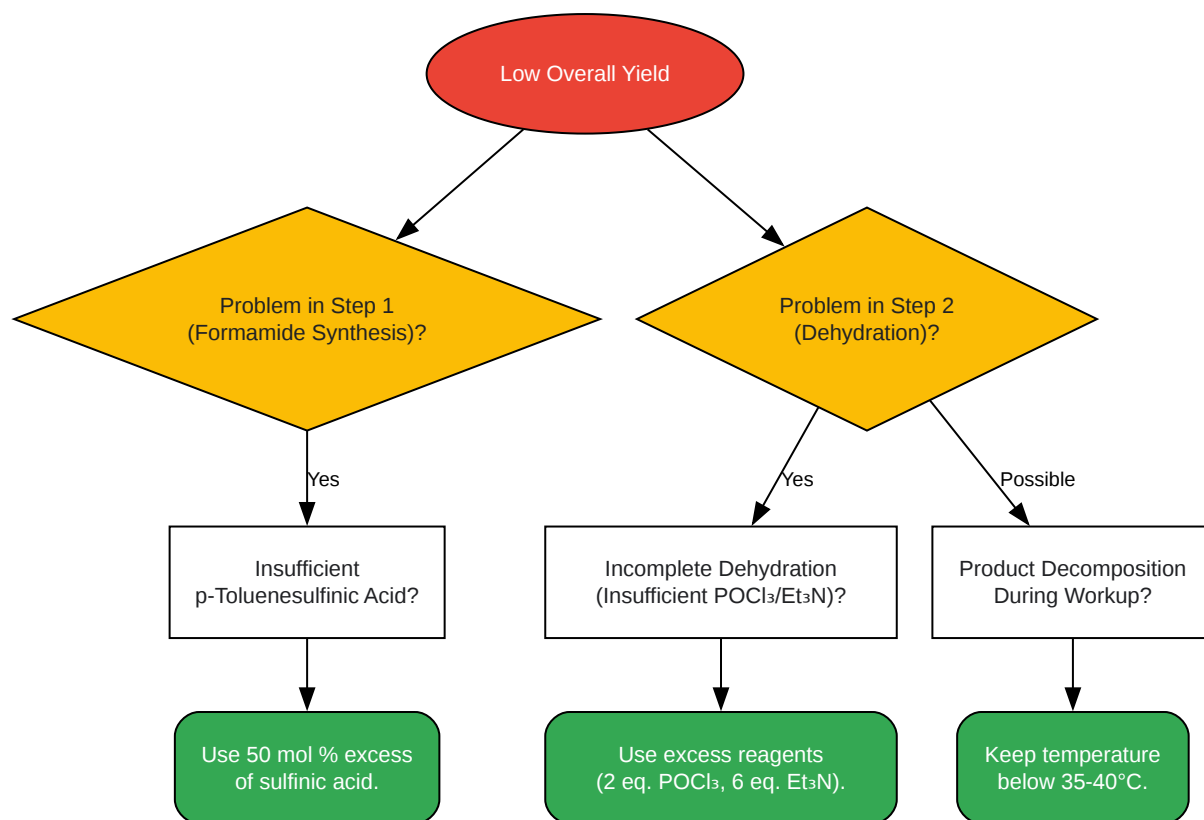 Low Overall Yield
Problem in Step 1
(Formamide Synthesis)?
Problem in Step 2
(Dehydration)?
Yes
Yes
Possible
Insufficient
p-Toluenesulfinic Acid?
Incomplete Dehydration
(Insufficient POCl₃/Et₃N)?
Product Decomposition
During Workup?
Use 50 mol % excess
of sulfinic acid.
Use excess reagents
(2 eq. POCl₃, 6 eq. Et₃N).
Keep temperature
below 35-40°C.